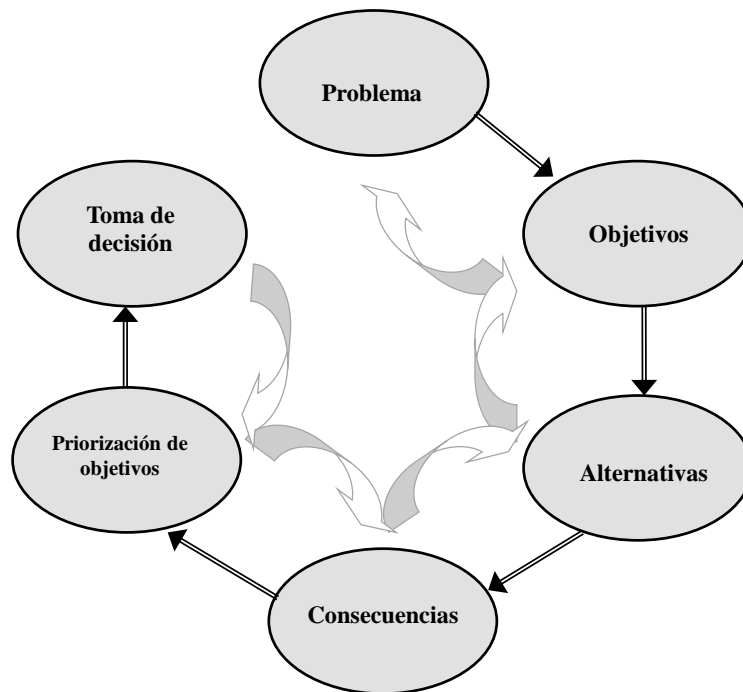 Problema
Objetivos
Alternativas
Consecuencias
Priorización de
objetivos
Toma de
decisión